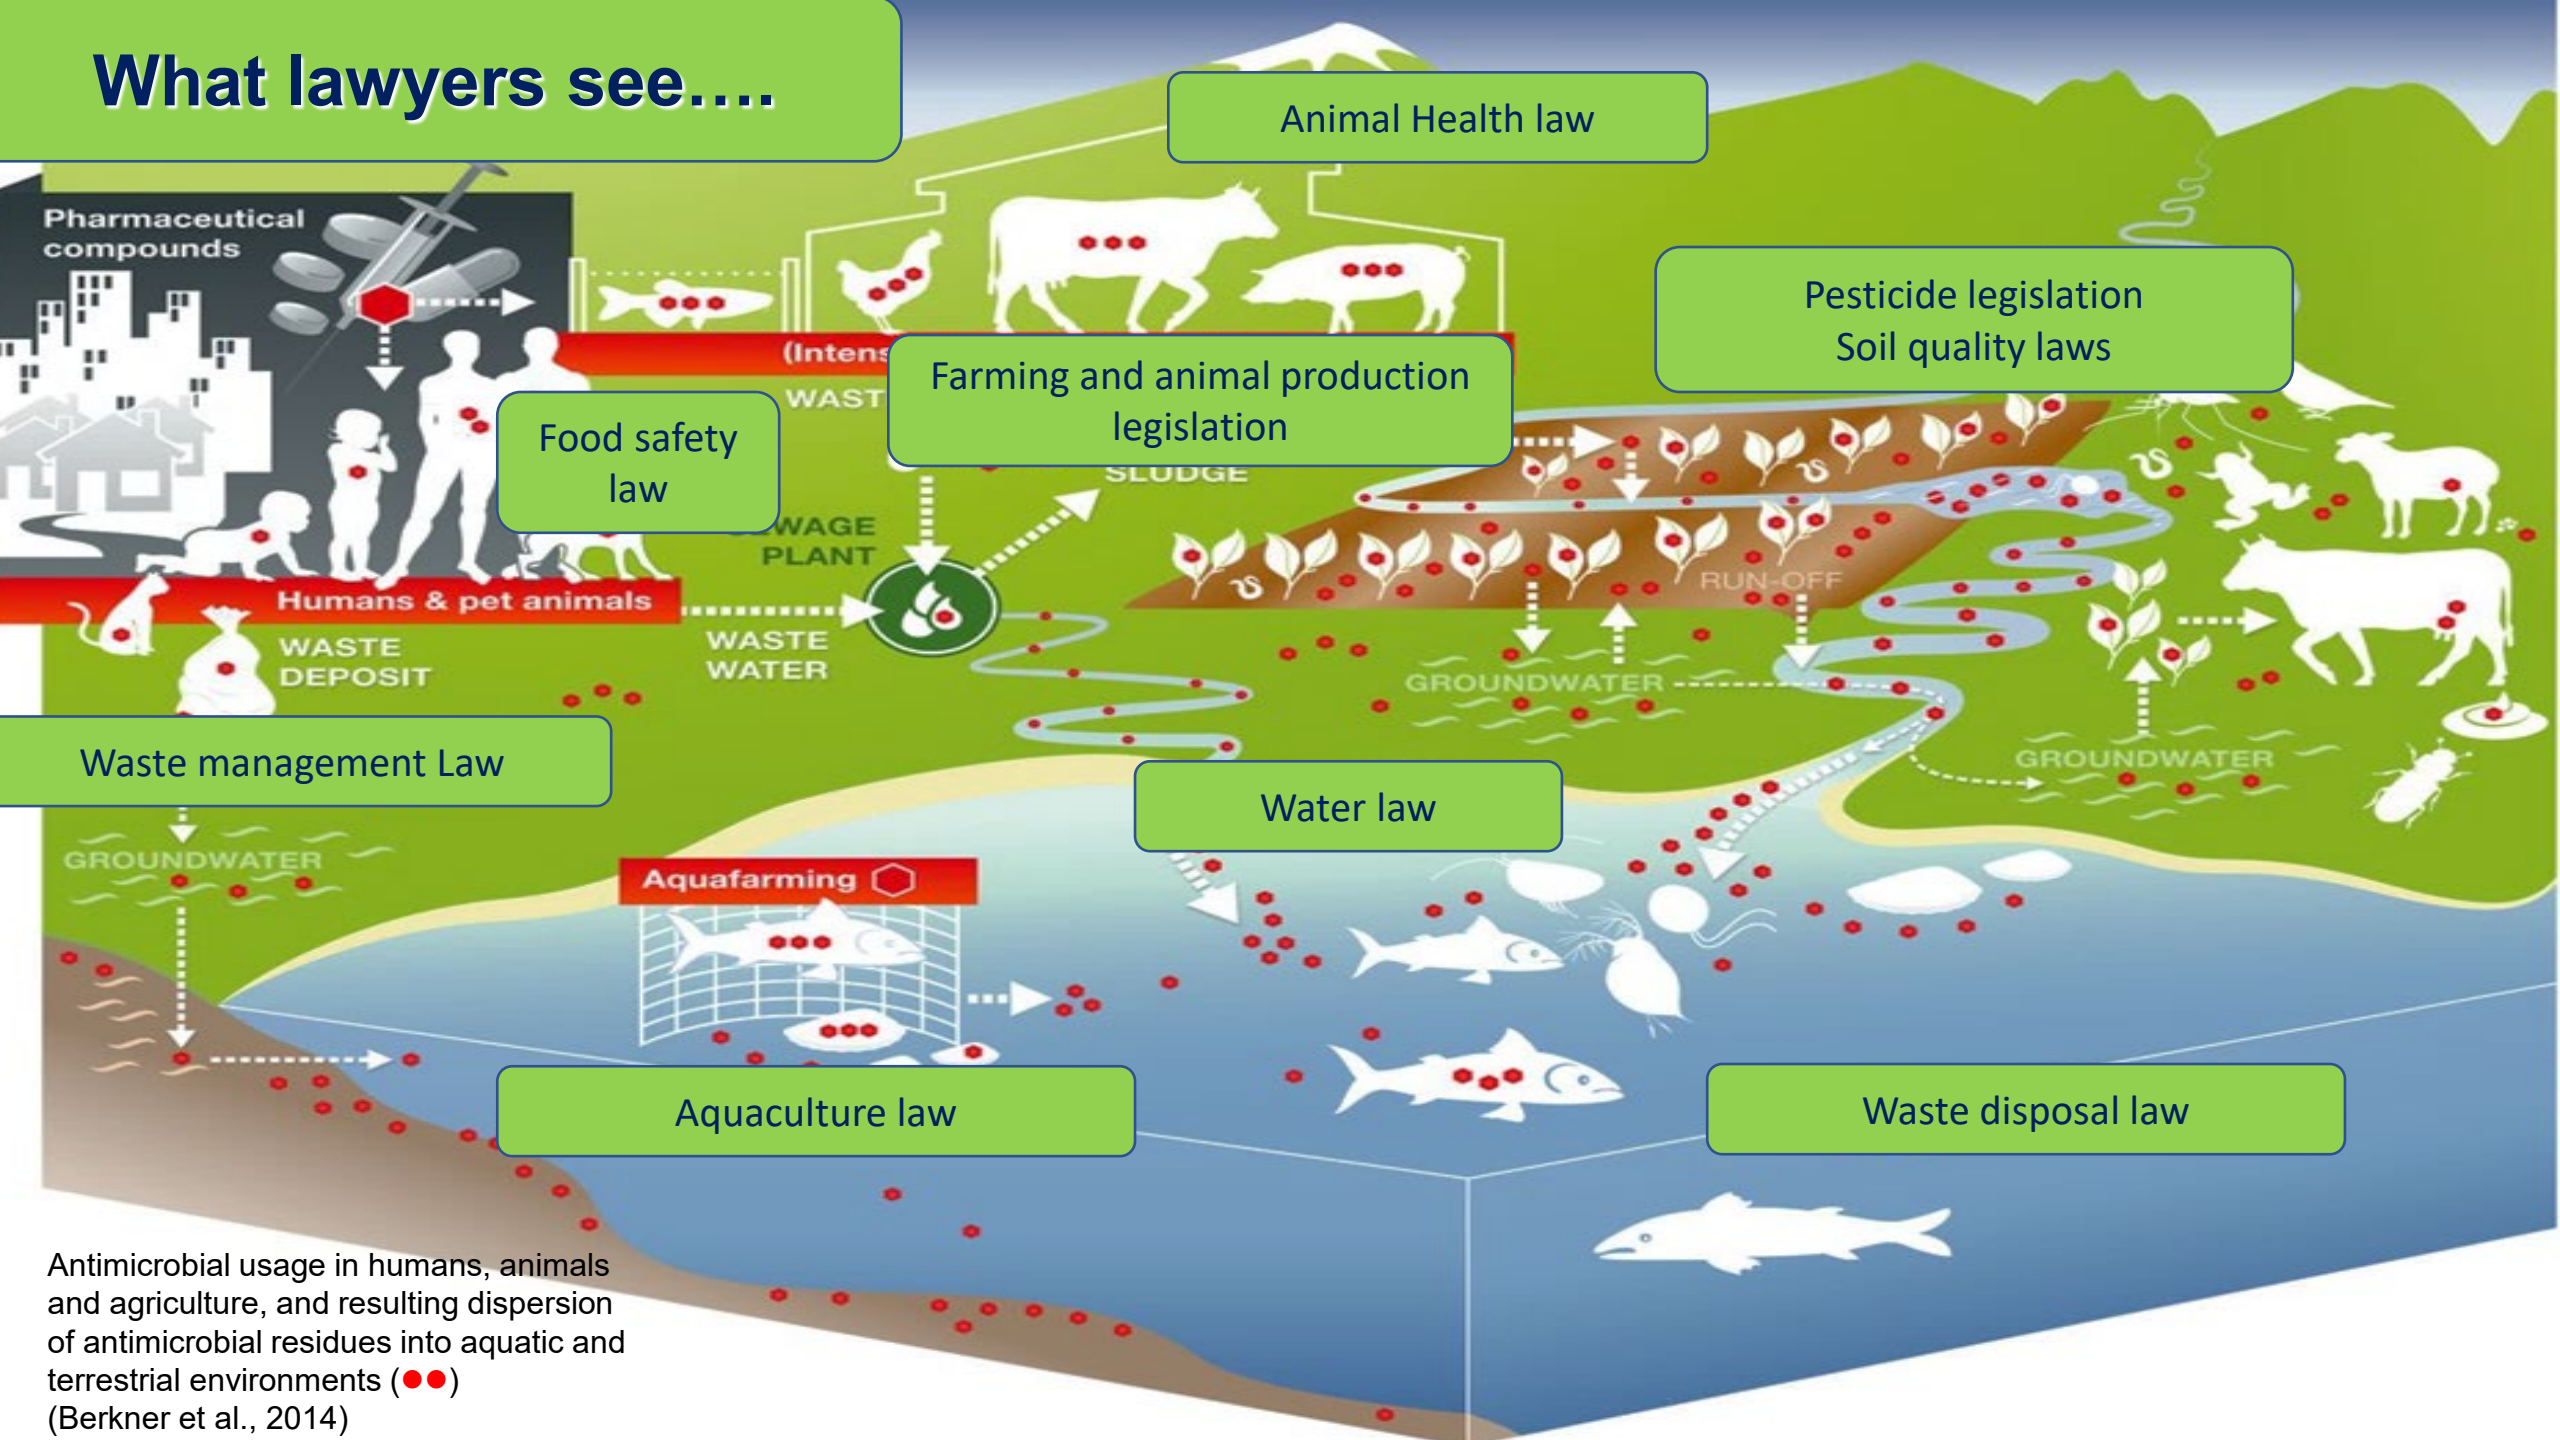 What lawyers see….
Animal Health law
Pharmaceutical
compounds
Pesticide legislation
Soil quality laws
(Intens
WAST
Farming and animal production
legislation
Food safety
law
SLUDGE
WAGE
PLANT
RUN-OFF
Humans & pet animals
WASTE
DEPOSIT
WASTE
WATER
GROUNDWATER
GROUNDWATER
Waste management Law
Water law
GROUNDWATER
Aquafarming
Aquaculture law
Waste disposal law
Antimicrobial usage in humans, animals
and agriculture, and resulting dispersion
of antimicrobial residues into aquatic and
terrestrial environments (●●)
(Berkner et al., 2014)